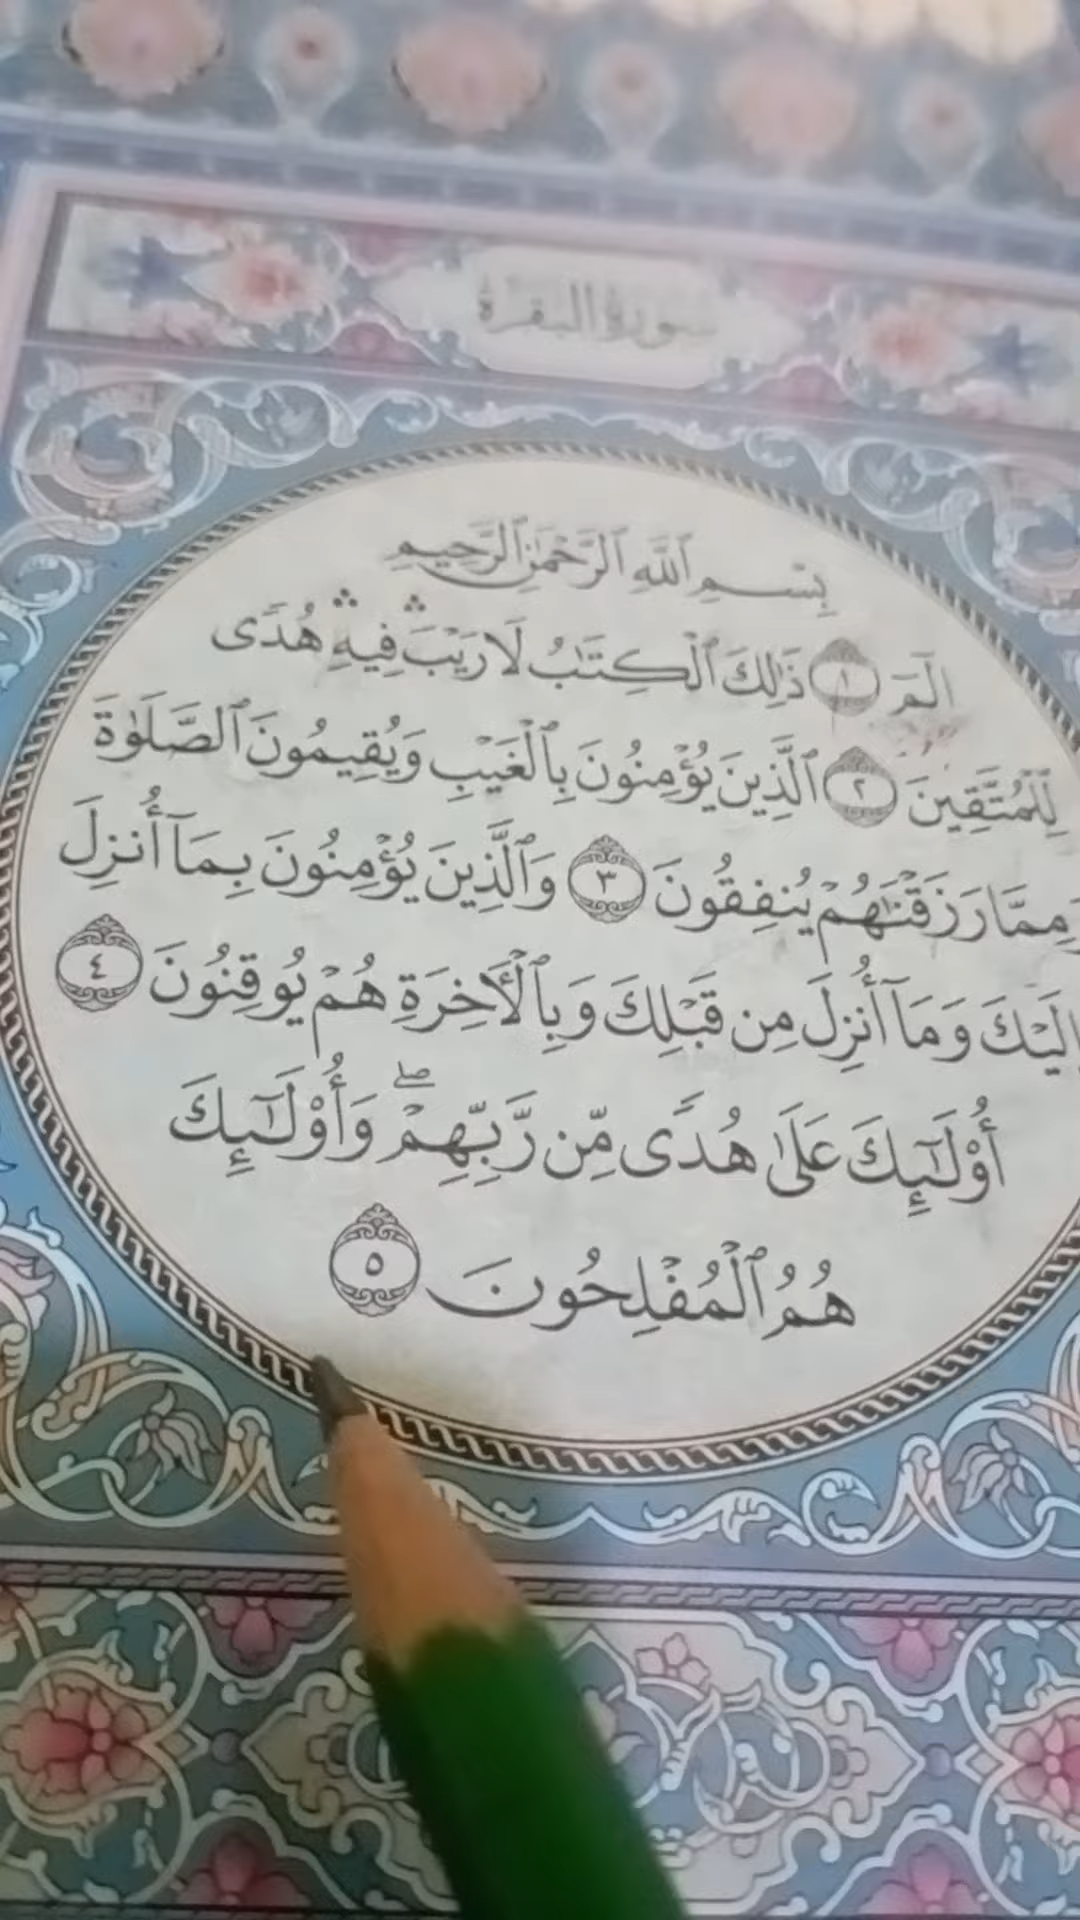 سورة البقرة
بِسْمِ ٱللَّهِ ٱلرَّحْمَٰنِ ٱلرَّحِيمِ
الٓمٓ ١ ذَٰلِكَ ٱلْكِتَٰبُ لَا رَيْبَ ۛ فِيهِ ۛ هُدًى
لِّلْمُتَّقِينَ ٢ ٱلَّذِينَ يُؤْمِنُونَ بِٱلْغَيْبِ وَيُقِيمُونَ ٱلصَّلَوٰةَ
وَمِمَّا رَزَقْنَٰهُمْ يُنفِقُونَ ٣ وَٱلَّذِينَ يُؤْمِنُونَ بِمَآ أُنزِلَ
إِلَيْكَ وَمَآ أُنزِلَ مِن قَبْلِكَ وَبِٱلْأَخِرَةِ هُمْ يُوقِنُونَ ٤
أُو۟لَٰٓئِكَ عَلَىٰ هُدًى مِّن رَّبِّهِمْ ۖ وَأُو۟لَٰٓئِكَ
هُمُ ٱلْمُفْلِحُونَ ٥